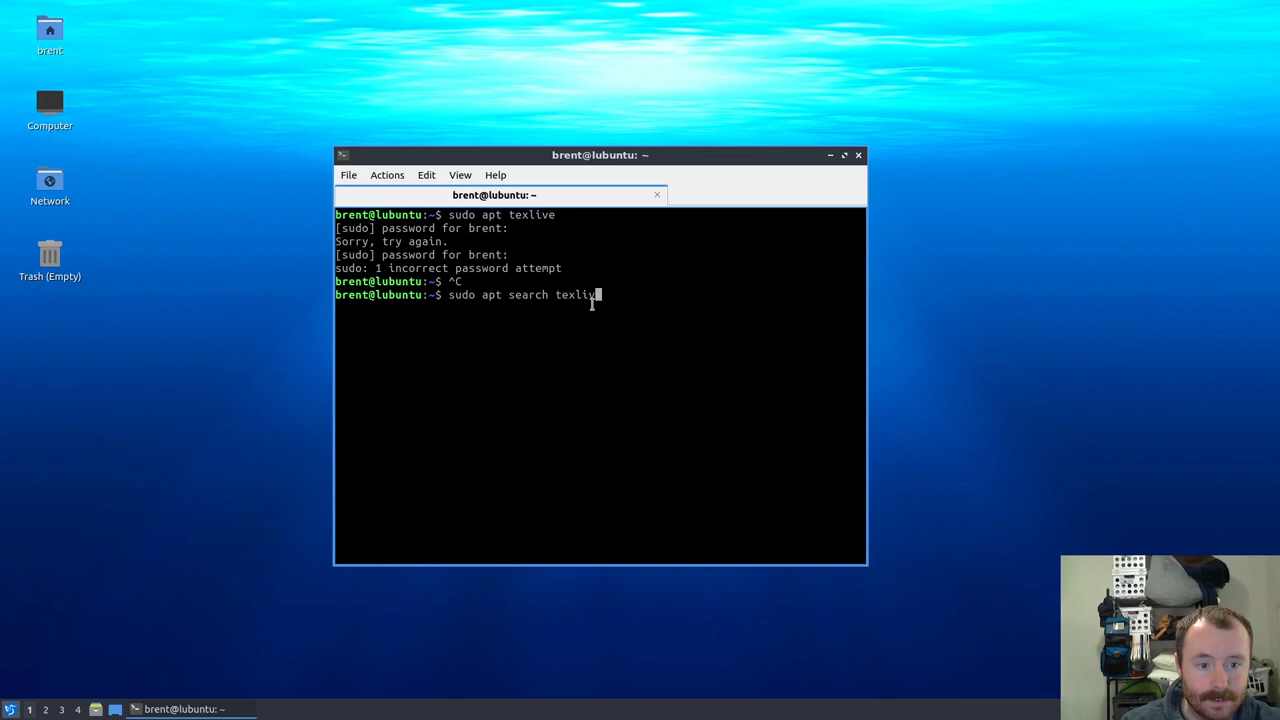 brent
Computer
Network
Trash (Empty)
brent@lubuntu: ~
File Actions Edit View Help
brent@lubuntu: ~
brent@lubuntu:~$ sudo apt texlive
[sudo] password for brent:
Sorry, try again.
[sudo] password for brent:
sudo: 1 incorrect password attempt
brent@lubuntu:~$ ^C
brent@lubuntu:~$ sudo apt search texliv
1 2 3 4 brent@lubuntu: ~